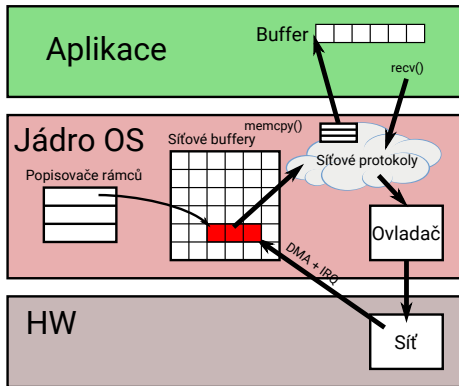 Aplikace
Buffer
recv()
Jádro OS
memcpy()
Síťové buffery
Síťové protokoly
Popisovače rámců
Ovladač
DMA + IRQ
HW
Síť